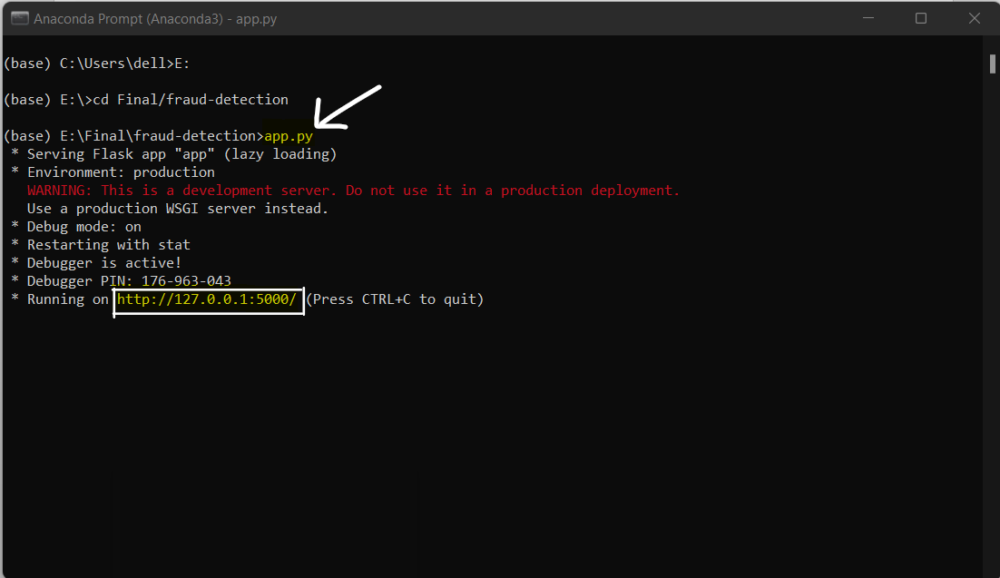 Anaconda Prompt (Anaconda3) - app.py
(base) C:\Users\dell>E:
(base) E:\>cd Final/fraud-detection
(base) E:\Final\fraud-detection>app.py
* Serving Flask app "app" (lazy loading)
* Environment: production
WARNING: This is a development server. Do not use it in a production deployment.
Use a production WSGI server instead.
* Debug mode: on
* Restarting with stat
* Debugger is active!
* Debugger PIN: 176-963-043
* Running on http://127.0.0.1:5000/ (Press CTRL+C to quit)